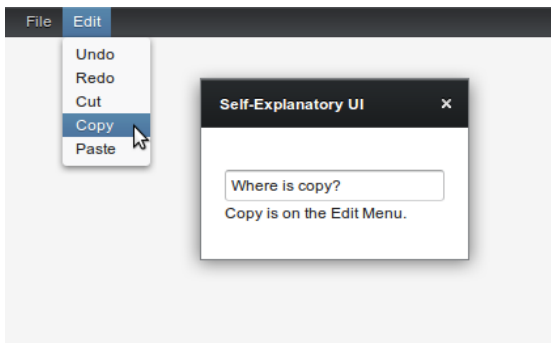 File Edit
Undo
Redo
Cut
Copy
Paste
Self-Explanatory UI ×
Where is copy?
Copy is on the Edit Menu.